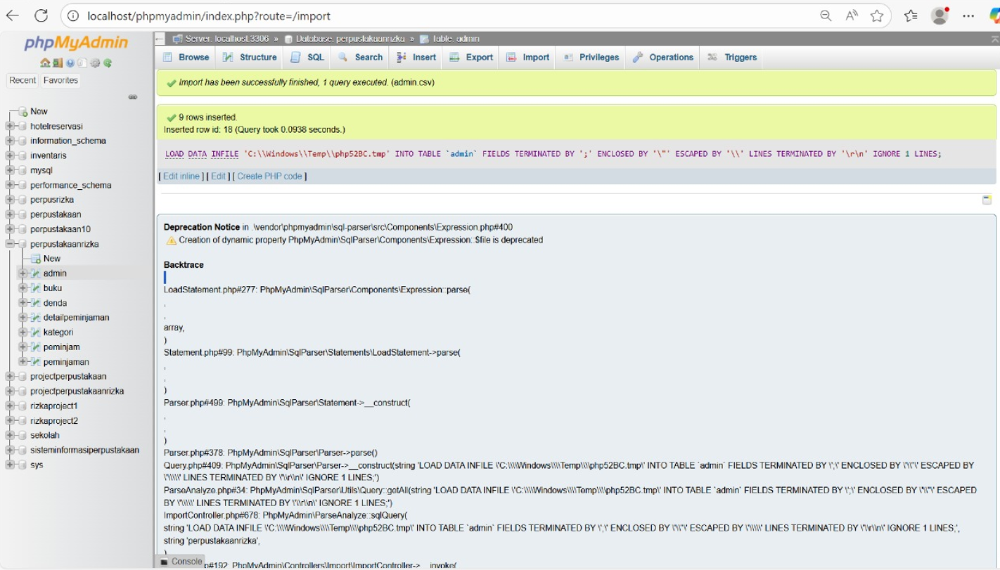 localhost/phpmyadmin/index.php?route=/import
phpMyAdmin
Recent Favorites
New
hotelreservasi
information_schema
inventaris
mysql
performance_schema
perpusrizka
perpustakaan
perpustakaan10
perpustakaanrizka
New
admin
buku
denda
detailpeminjaman
kategori
peminjam
peminjaman
projectperpustakaan
projectperpustakaanrizka
rizkaproject1
rizkaproject2
sekolah
sisteminformasiperpustakaan
sys
Server: localhost:3306 » Database: perpustakaanrizka » Table: admin
Browse Structure SQL Search Insert Export Import Privileges Operations Triggers
Import has been successfully finished, 1 query executed. (admin.csv)
9 rows inserted.
Inserted row id: 18 (Query took 0.0938 seconds.)
LOAD DATA INFILE 'C:\\Windows\\Temp\\php52BC.tmp' INTO TABLE `admin` FIELDS TERMINATED BY ';' ENCLOSED BY '\"' ESCAPED BY '\\' LINES TERMINATED BY '\r\n' IGNORE 1 LINES;
[ Edit inline ] [ Edit ] [ Create PHP code ]
Deprecation Notice in .\vendor\phpmyadmin\sql-parser\src\Components\Expression.php#400
Creation of dynamic property PhpMyAdmin\SqlParser\Components\Expression::$file is deprecated
Backtrace
LoadStatement.php#277: PhpMyAdmin\SqlParser\Components\Expression::parse(
,
,
array,
)
Statement.php#99: PhpMyAdmin\SqlParser\Statements\LoadStatement->parse(
,
,
)
Parser.php#499: PhpMyAdmin\SqlParser\Statement->__construct(
,
,
)
Parser.php#378: PhpMyAdmin\SqlParser\Parser->parse()
Query.php#409: PhpMyAdmin\SqlParser\Parser->__construct(string 'LOAD DATA INFILE \'C:\\\\Windows\\\\Temp\\\\php52BC.tmp\' INTO TABLE `admin` FIELDS TERMINATED BY \';\' ENCLOSED BY \'\\"\' ESCAPED BY
\'\\\\\' LINES TERMINATED BY \'\\r\\n\' IGNORE 1 LINES;')
ParseAnalyze.php#34: PhpMyAdmin\SqlParser\Utils\Query::getAll(string 'LOAD DATA INFILE \'C:\\\\Windows\\\\Temp\\\\php52BC.tmp\' INTO TABLE `admin` FIELDS TERMINATED BY \';\' ENCLOSED BY \'\\"\' ESCAPED
BY \'\\\\\' LINES TERMINATED BY \'\\r\\n\' IGNORE 1 LINES;')
ImportController.php#678: PhpMyAdmin\ParseAnalyze::sqlQuery(
string 'LOAD DATA INFILE \'C:\\\\Windows\\\\Temp\\\\php52BC.tmp\' INTO TABLE `admin` FIELDS TERMINATED BY \';\' ENCLOSED BY \'\\"\' ESCAPED BY \'\\\\\' LINES TERMINATED BY \'\\r\\n\' IGNORE 1 LINES;',
string 'perpustakaanrizka',
)
Console
p#192: PhpMyAdmin\Controllers\Import\ImportController->__invoke(